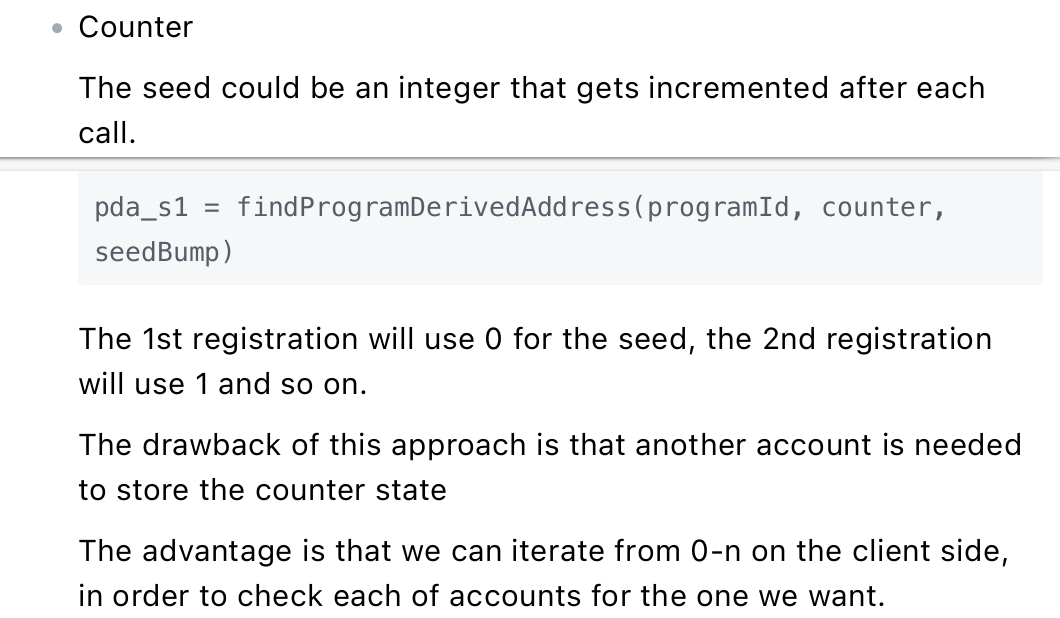 Counter
The seed could be an integer that gets incremented after each
call.
pda_s1 = findProgramDerivedAddress(programId, counter,
seedBump)
The 1st registration will use 0 for the seed, the 2nd registration
will use 1 and so on.
The drawback of this approach is that another account is needed
to store the counter state
The advantage is that we can iterate from 0-n on the client side,
in order to check each of accounts for the one we want.